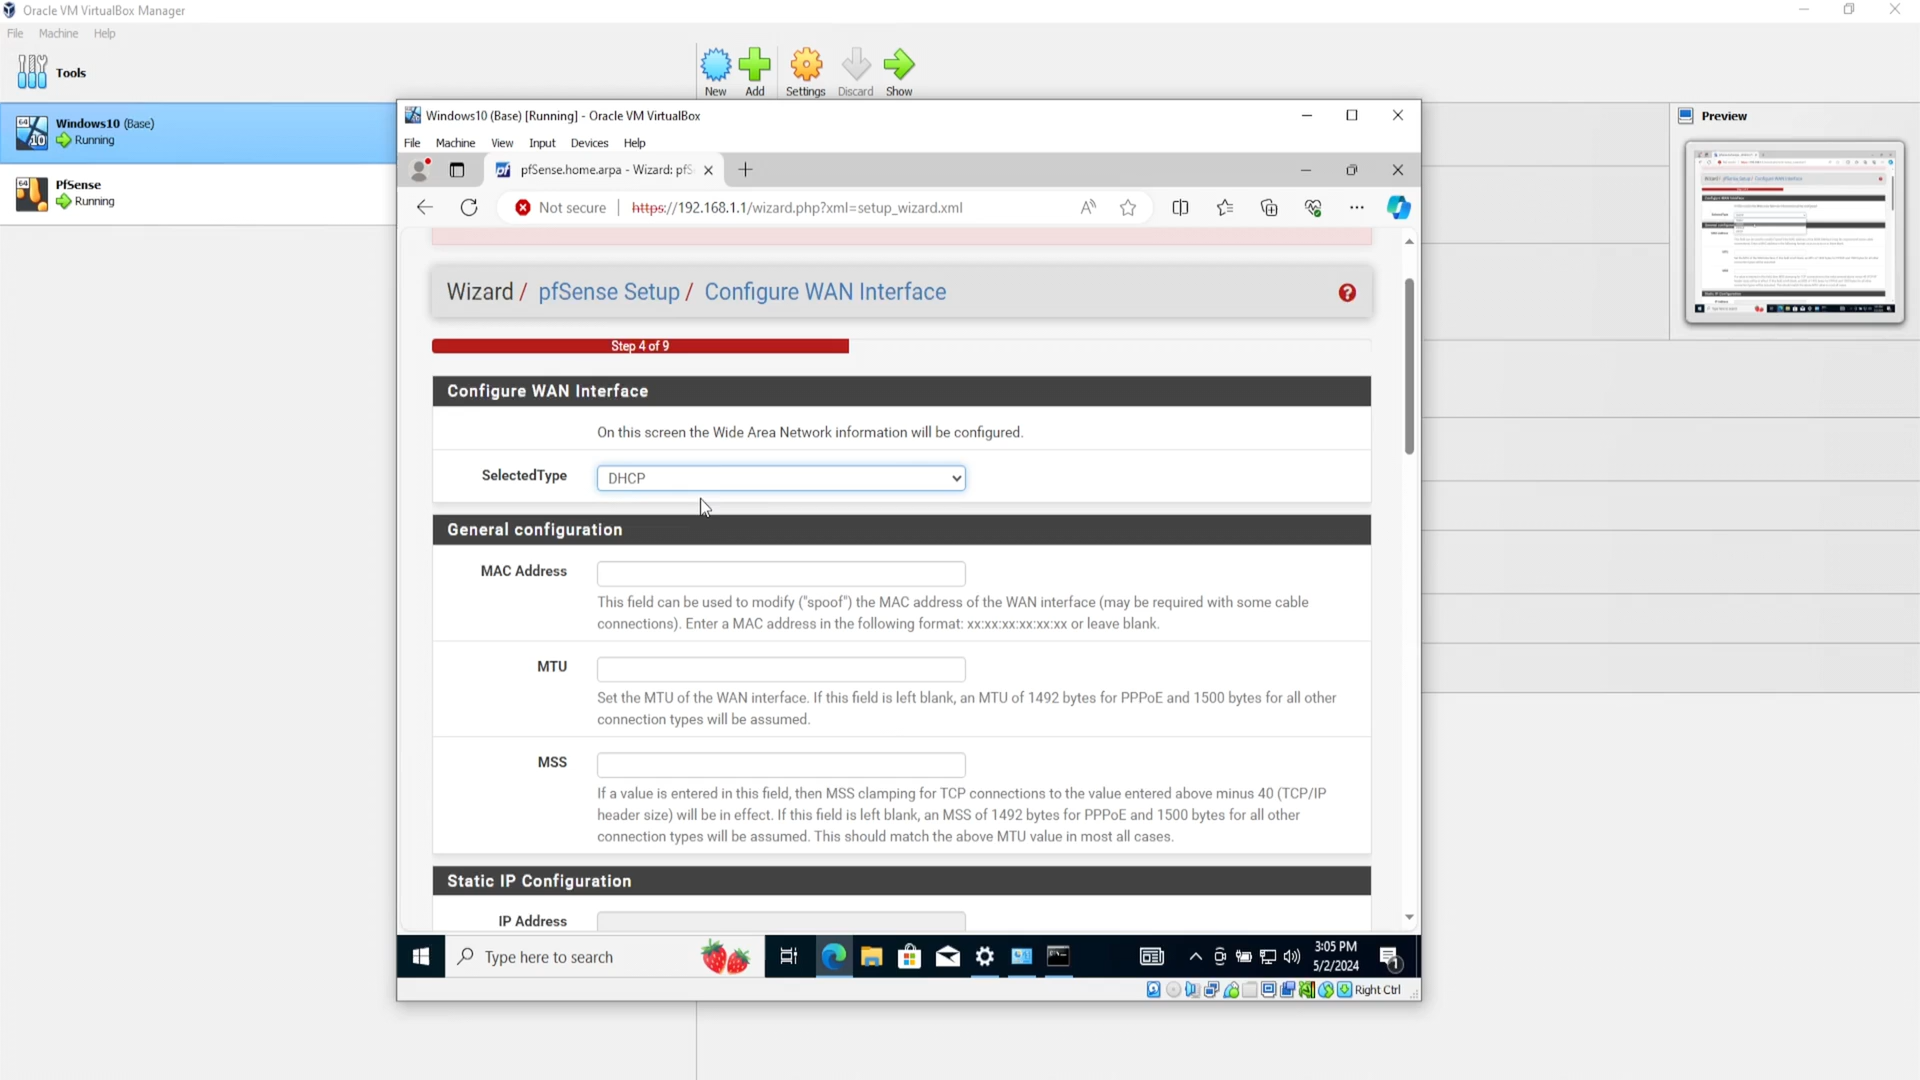 Oracle VM VirtualBox Manager
File Machine Help
Tools
New Add Settings Discard Show
Windows10 (Base)
Running
PfSense
Running
Preview
Windows10 (Base) [Running] - Oracle VM VirtualBox
File Machine View Input Devices Help
pfSense.home.arpa - Wizard: pfS
Not secure https://192.168.1.1/wizard.php?xml=setup_wizard.xml
Wizard / pfSense Setup / Configure WAN Interface
Step 4 of 9
Configure WAN Interface
On this screen the Wide Area Network information will be configured.
SelectedType DHCP
General configuration
MAC Address
This field can be used to modify ("spoof") the MAC address of the WAN interface (may be required with some cable
connections). Enter a MAC address in the following format: xx:xx:xx:xx:xx:xx or leave blank.
MTU
Set the MTU of the WAN interface. If this field is left blank, an MTU of 1492 bytes for PPPoE and 1500 bytes for all other
connection types will be assumed.
MSS
If a value is entered in this field, then MSS clamping for TCP connections to the value entered above minus 40 (TCP/IP
header size) will be in effect. If this field is left blank, an MSS of 1492 bytes for PPPoE and 1500 bytes for all other
connection types will be assumed. This should match the above MTU value in most all cases.
Static IP Configuration
IP Address
Type here to search
3:05 PM
5/2/2024
1
Right Ctrl